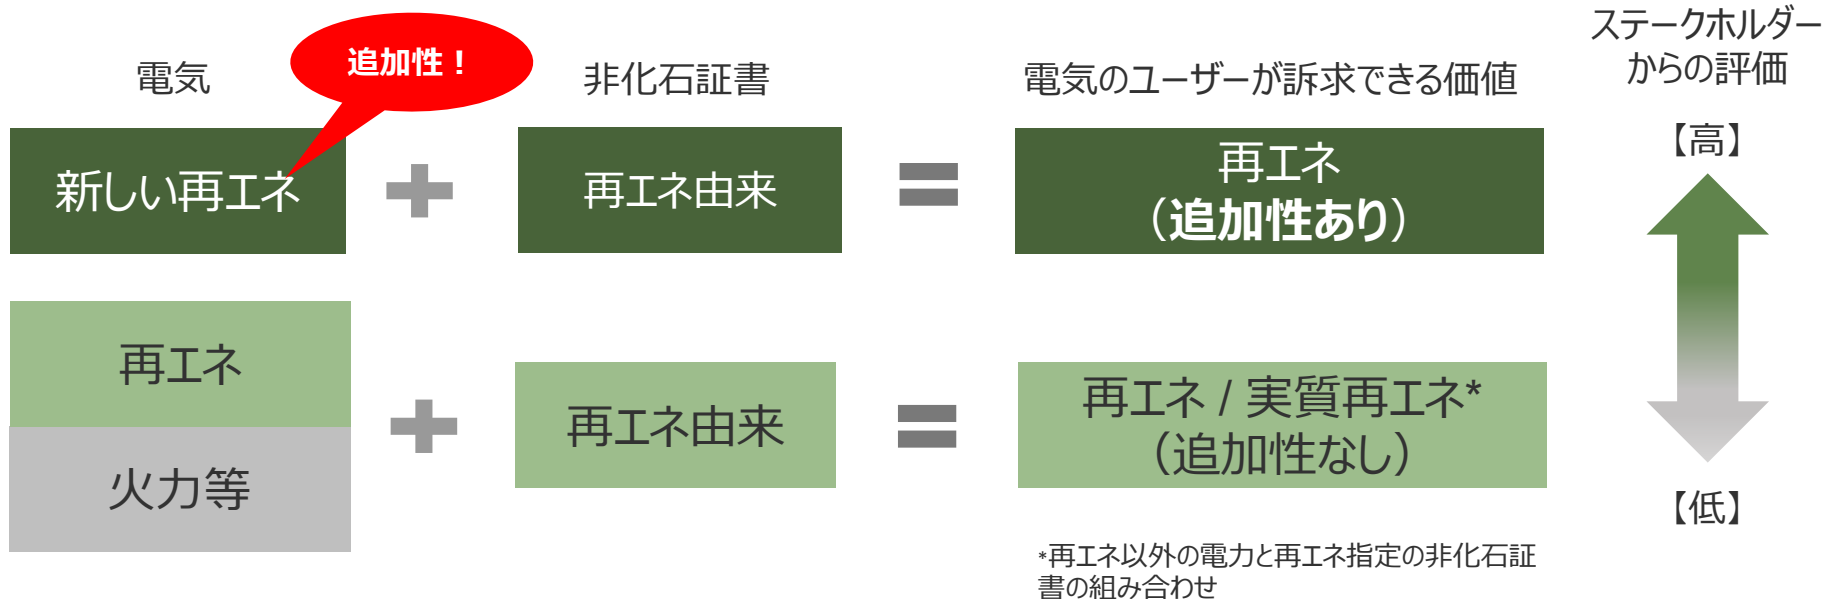 電気
追加性！
非化石証書
電気のユーザーが訴求できる価値
ステークホルダー
からの評価
新しい再エネ
再エネ由来
再エネ
（追加性あり）
【高】
再エネ
火力等
再エネ由来
再エネ / 実質再エネ*
（追加性なし）
【低】
*再エネ以外の電力と再エネ指定の非化石証
書の組み合わせ